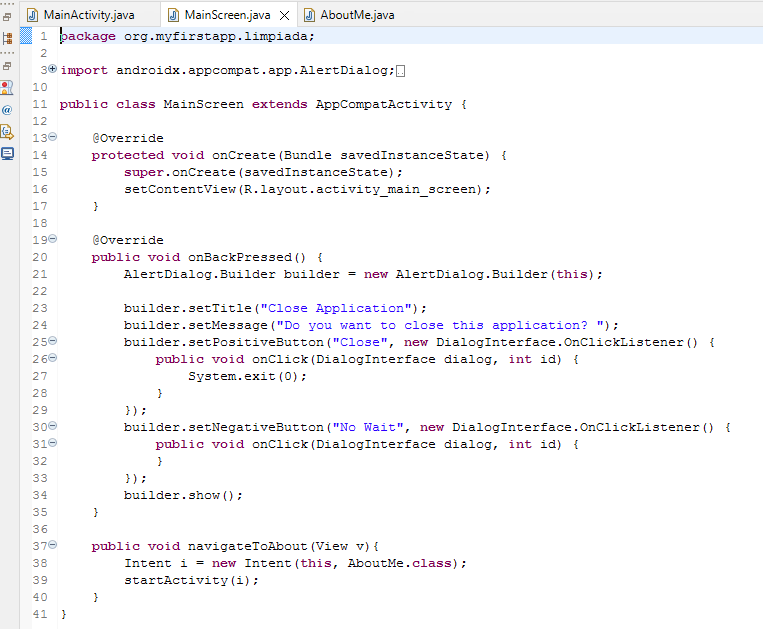 MainActivity.java MainScreen.java AboutMe.java
1 package org.myfirstapp.limpiada;
2
3 import androidx.appcompat.app.AlertDialog;
10
11 public class MainScreen extends AppCompatActivity {
12
13     @Override
14     protected void onCreate(Bundle savedInstanceState) {
15         super.onCreate(savedInstanceState);
16         setContentView(R.layout.activity_main_screen);
17     }
18
19     @Override
20     public void onBackPressed() {
21         AlertDialog.Builder builder = new AlertDialog.Builder(this);
22
23         builder.setTitle("Close Application");
24         builder.setMessage("Do you want to close this application? ");
25         builder.setPositiveButton("Close", new DialogInterface.OnClickListener() {
26             public void onClick(DialogInterface dialog, int id) {
27                 System.exit(0);
28             }
29         });
30         builder.setNegativeButton("No Wait", new DialogInterface.OnClickListener() {
31             public void onClick(DialogInterface dialog, int id) {
32             }
33         });
34         builder.show();
35     }
36
37     public void navigateToAbout(View v){
38         Intent i = new Intent(this, AboutMe.class);
39         startActivity(i);
40     }
41 }